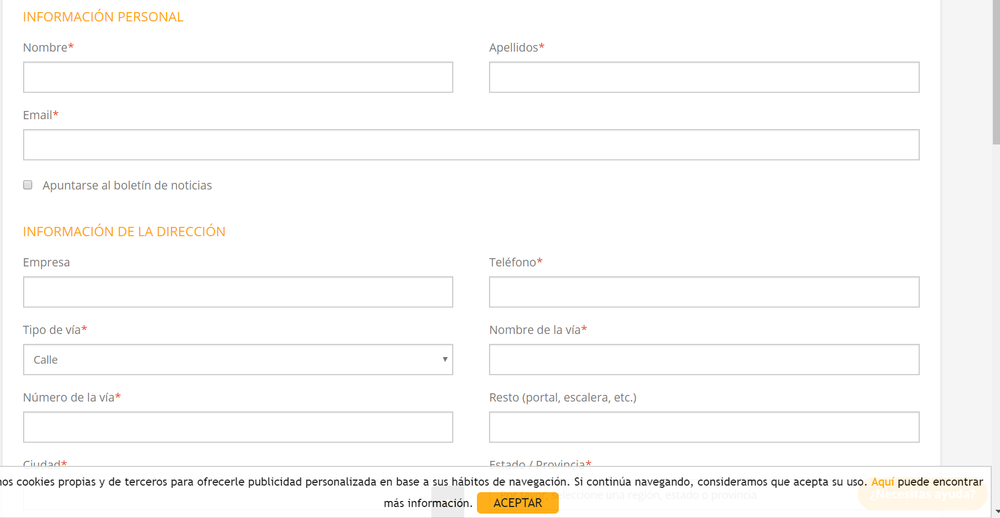 INFORMACIÓN PERSONAL
Nombre*
Apellidos*
Email*
Apuntarse al boletín de noticias
INFORMACIÓN DE LA DIRECCIÓN
Empresa
Teléfono*
Tipo de vía*
Nombre de la vía*
Calle
Número de la vía*
Resto (portal, escalera, etc.)
Ciudad*
Estado / Provincia*
cookies propias y de terceros para ofrecerle publicidad personalizada en base a sus hábitos de navegación. Si continúa navegando, consideramos que acepta su uso. Aquí puede encontrar
más información. ACEPTAR
Por favor, seleccione una región, estado o provincia
¿Necesitas ayuda?